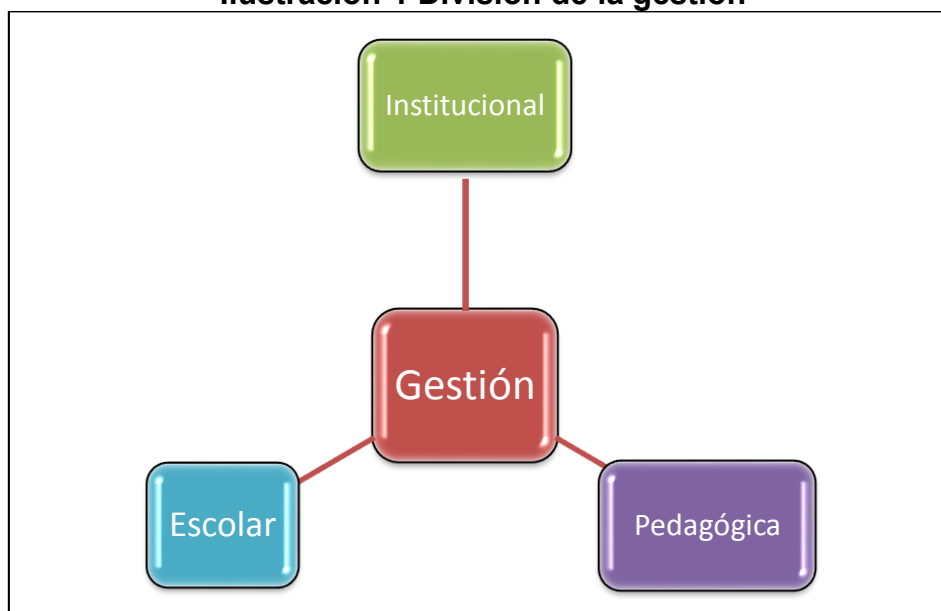 Ilustración 1 División de la gestión
Institucional
Gestión
Escolar
Pedagógica